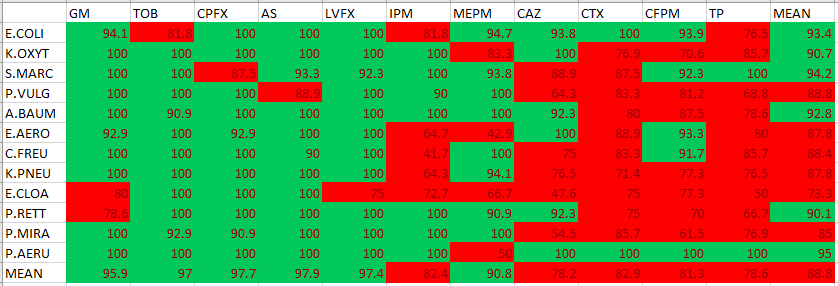 GM TOB CPFX AS LVFX IPM MEPM CAZ CTX CFPM TP MEAN
E.COLI 94.1 81.8 100 100 100 81.8 94.7 93.8 100 93.9 76.5 93.4
K.OXYT 100 100 100 100 100 100 83.3 100 76.9 70.6 85.7 90.7
S.MARC 100 100 87.5 93.3 92.3 100 93.8 88.9 87.5 92.3 100 94.2
P.VULG 100 100 100 88.9 100 90 100 64.3 83.3 81.2 68.8 88.8
A.BAUM 100 90.9 100 100 100 100 100 92.3 80 87.5 78.6 92.8
E.AERO 92.9 100 92.9 100 100 64.7 42.9 100 88.9 93.3 80 87.8
C.FREU 100 100 100 90 100 41.7 100 75 83.3 91.7 85.7 88.4
K.PNEU 100 100 100 100 100 64.3 94.1 76.5 71.4 77.3 76.5 87.8
E.CLOA 80 100 100 100 75 72.7 66.7 47.6 75 77.3 50 73.3
P.RETT 78.6 100 100 100 100 100 90.9 92.3 75 70 66.7 90.1
P.MIRA 100 92.9 90.9 100 100 100 100 54.5 85.7 61.5 76.9 85
P.AERU 100 100 100 100 100 100 50 100 100 100 100 95
MEAN 95.9 97 97.7 97.9 97.4 82.4 90.8 78.2 82.9 81.3 78.6 88.8